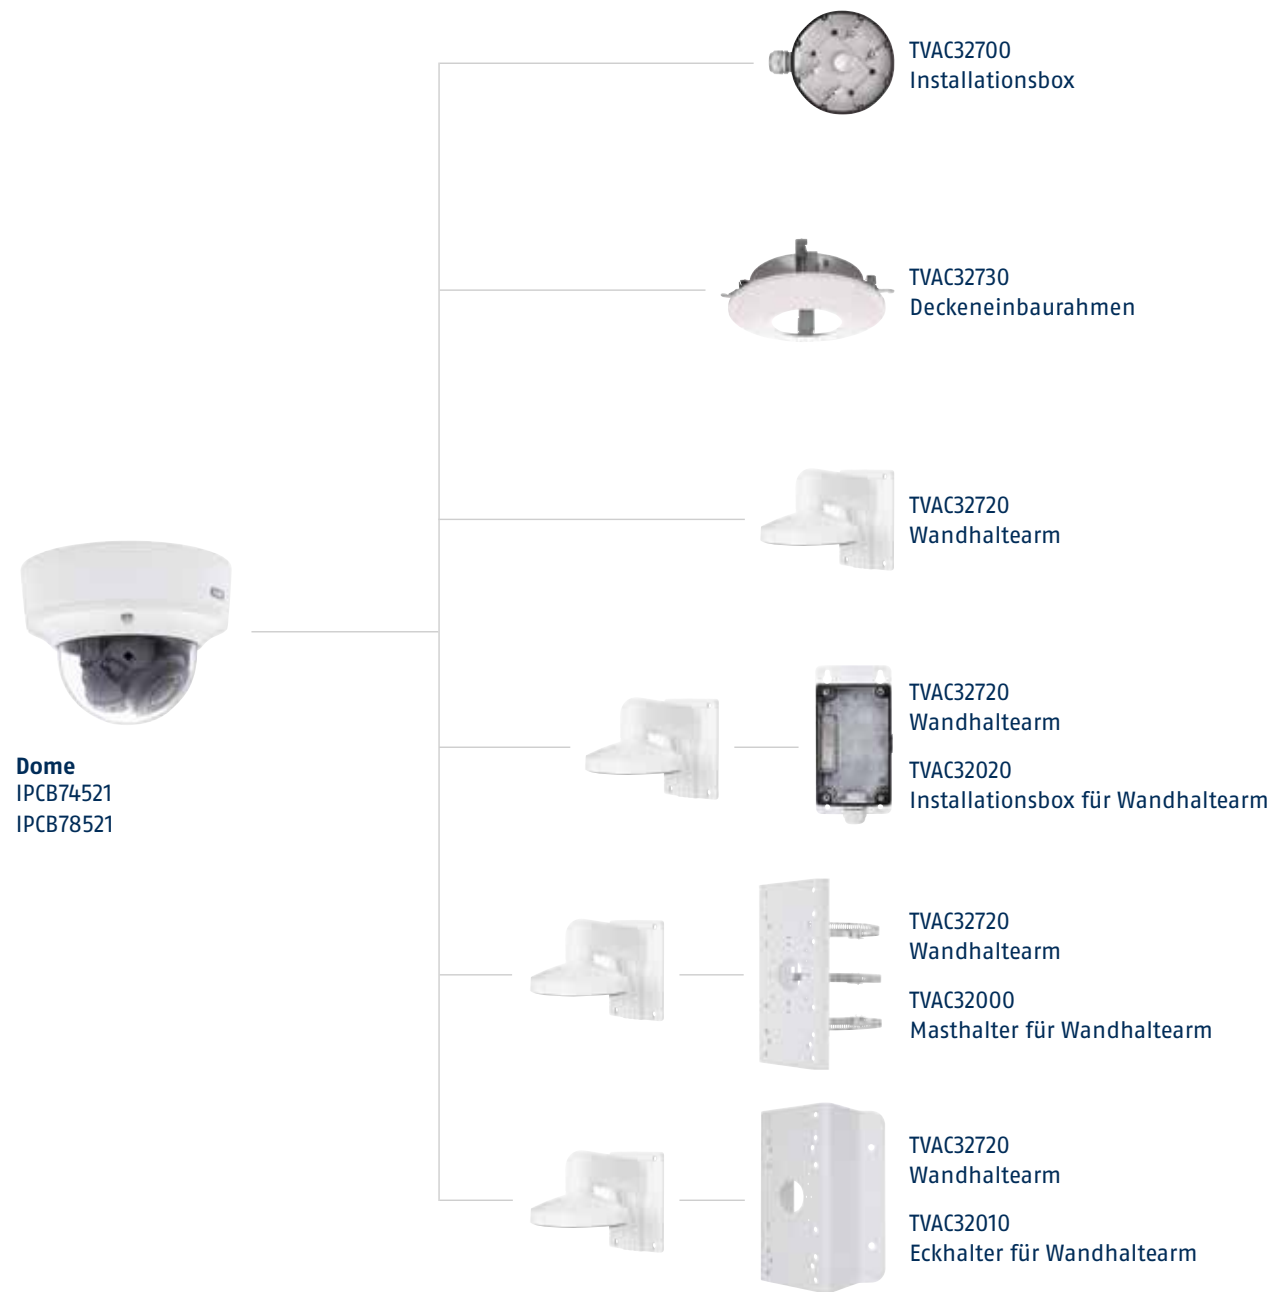 TVAC32700
Installationsbox
TVAC32730
Deckeneinbaurahmen
TVAC32720
Wandhaltearm
Dome
IPCB74521
IPCB78521
TVAC32720
Wandhaltearm
TVAC32020
Installationsbox für Wandhaltearm
TVAC32720
Wandhaltearm
TVAC32000
Masthalter für Wandhaltearm
TVAC32720
Wandhaltearm
TVAC32010
Eckhalter für Wandhaltearm